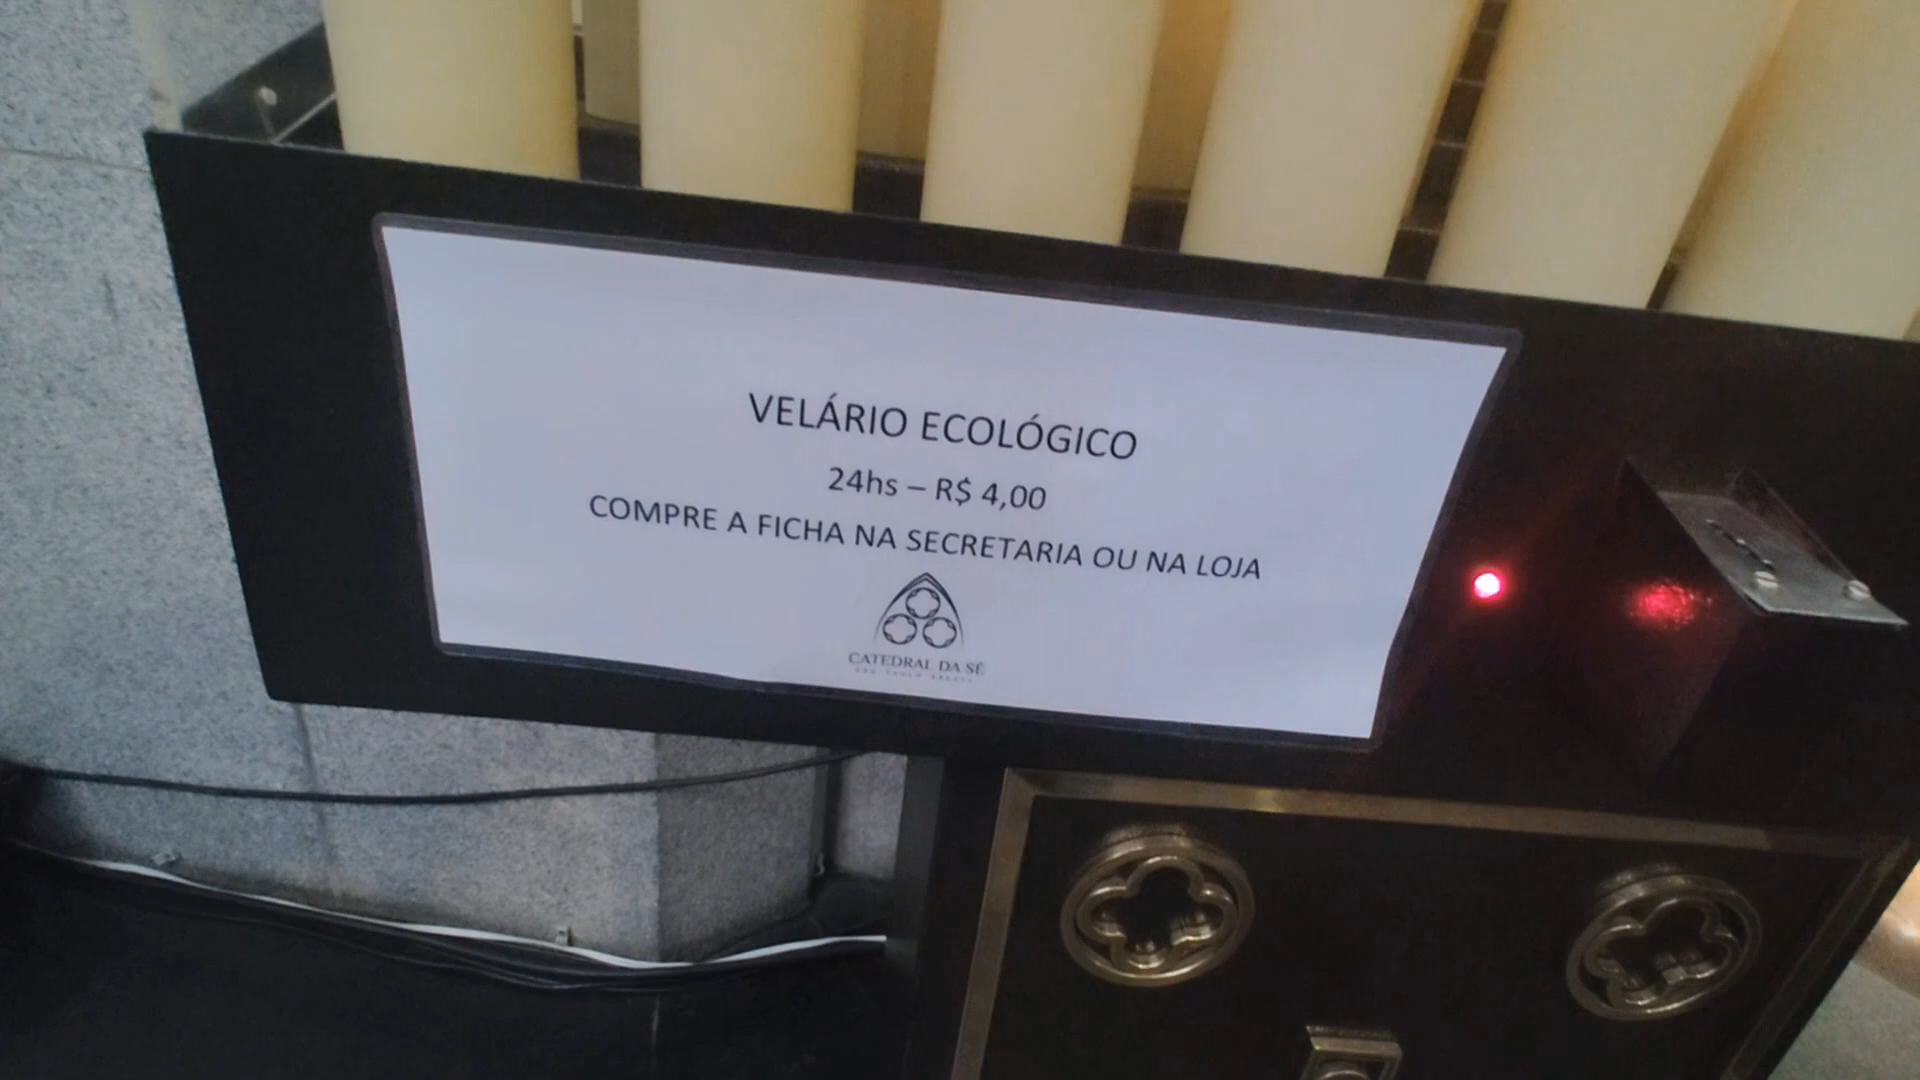 VELÁRIO ECOLÓGICO
24hs – R$ 4,00
COMPRE A FICHA NA SECRETARIA OU NA LOJA
CATEDRAL DA SÉ